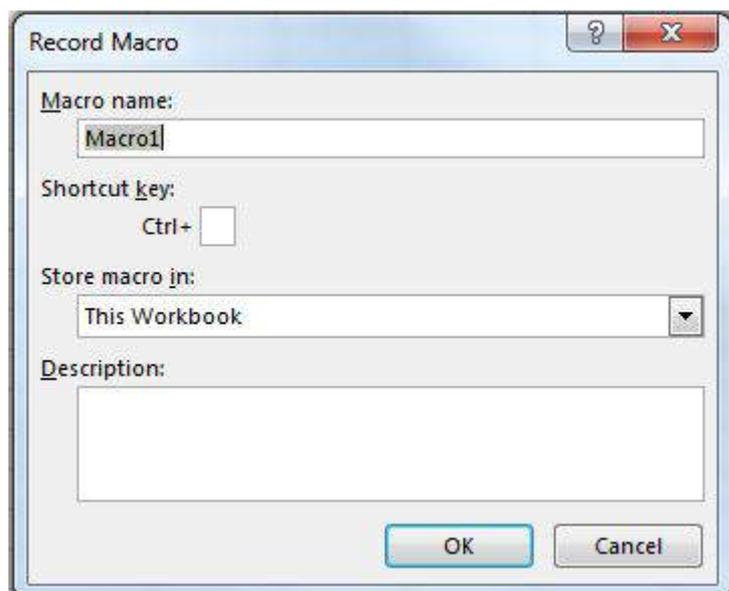 Record Macro
?
X
Macro name:
Macro1
Shortcut key:
Ctrl+
Store macro in:
This Workbook
Description:
OK
Cancel